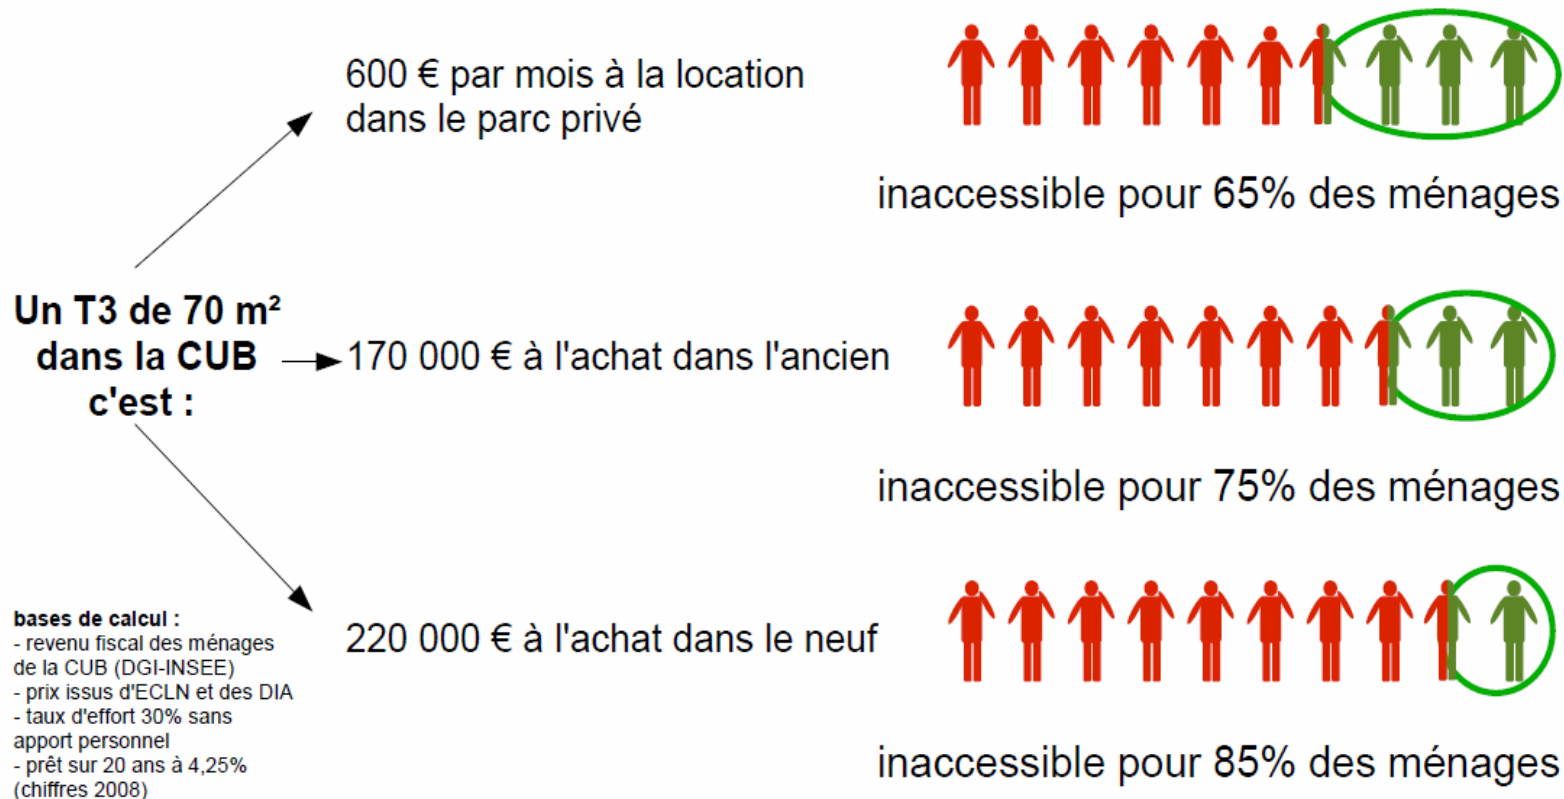 600 € par mois à la location
dans le parc privé
inaccessible pour 65% des ménages
Un T3 de 70 m²
dans la CUB
c'est :
170 000 € à l'achat dans l'ancien
inaccessible pour 75% des ménages
220 000 € à l'achat dans le neuf
inaccessible pour 85% des ménages
bases de calcul :
- revenu fiscal des ménages
de la CUB (DGI-INSEE)
- prix issus d'ECLN et des DIA
- taux d'effort 30% sans
apport personnel
- prêt sur 20 ans à 4,25%
(chiffres 2008)